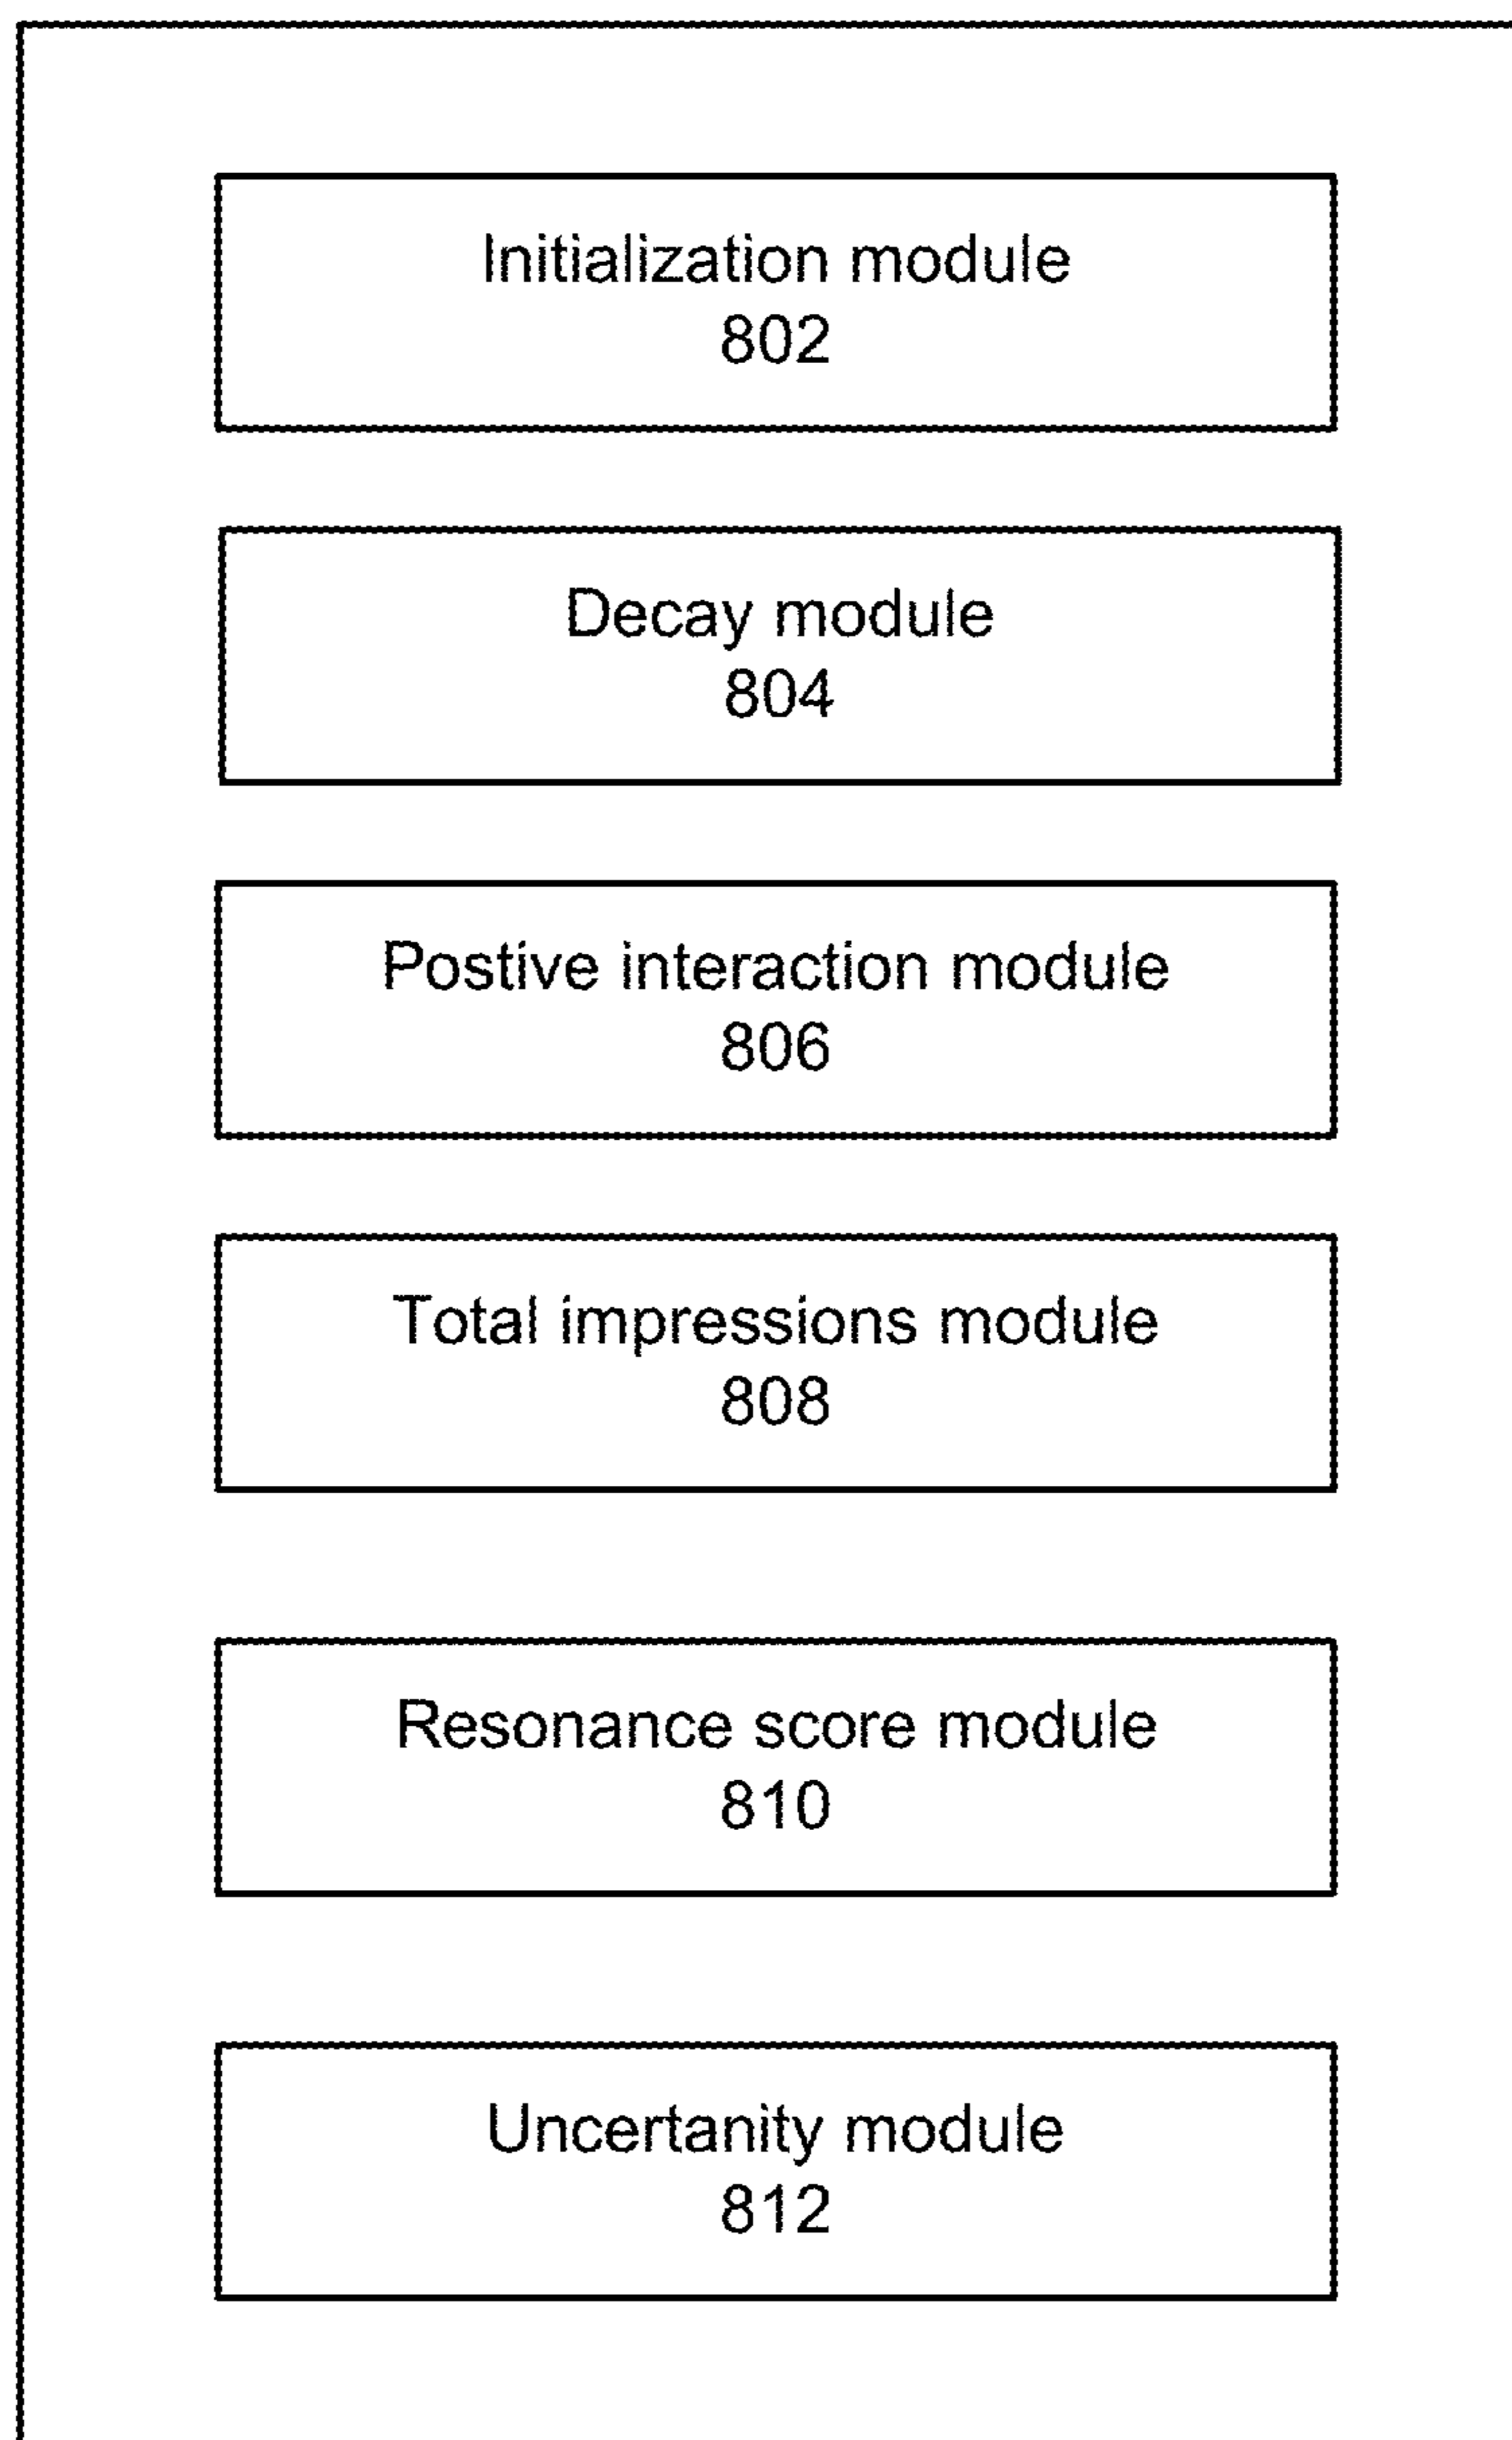 Initialization module
802
Decay module
804
Postive interaction module
806
Total impressions module
808
Resonance score module
810
Uncertanity module
812